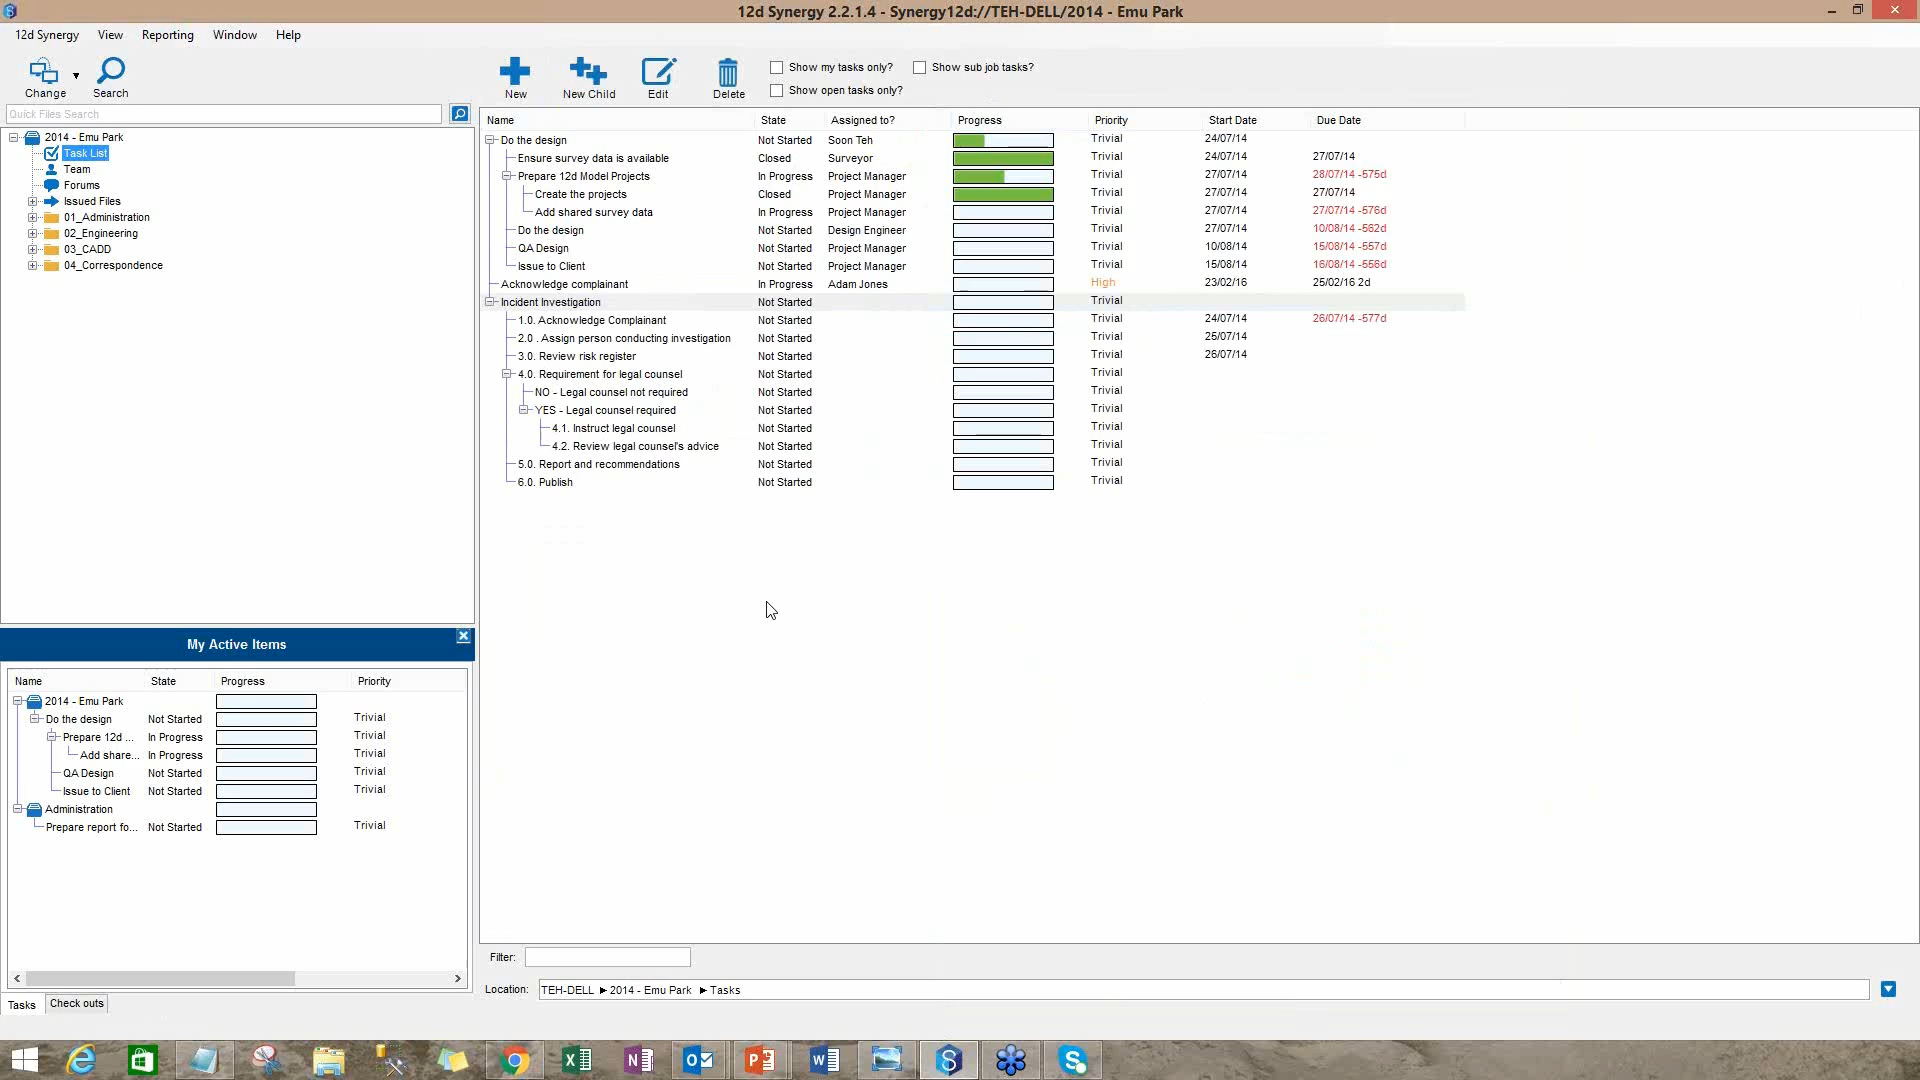 12d Synergy 2.2.1.4 - Synergy12d://TEH-DELL/2014 - Emu Park
12d Synergy View Reporting Window Help
Change Search New New Child Edit Delete
Show my tasks only? Show sub job tasks?
Show open tasks only?
Quick Files Search
2014 - Emu Park
Task List
Team
Forums
Issued Files
01_Administration
02_Engineering
03_CADD
04_Correspondence
Name State Assigned to? Progress Priority Start Date Due Date
Do the design Not Started Soon Teh Trivial 24/07/14
Ensure survey data is available Closed Surveyor Trivial 24/07/14 27/07/14
Prepare 12d Model Projects In Progress Project Manager Trivial 27/07/14 28/07/14 -575d
Create the projects Closed Project Manager Trivial 27/07/14 27/07/14
Add shared survey data In Progress Project Manager Trivial 27/07/14 27/07/14 -576d
Do the design Not Started Design Engineer Trivial 27/07/14 10/08/14 -562d
QA Design Not Started Project Manager Trivial 10/08/14 15/08/14 -557d
Issue to Client Not Started Project Manager Trivial 15/08/14 16/08/14 -556d
Acknowledge complainant In Progress Adam Jones High 23/02/16 25/02/16 2d
Incident Investigation Not Started Trivial
1.0. Acknowledge Complainant Not Started Trivial 24/07/14 26/07/14 -577d
2.0 . Assign person conducting investigation Not Started Trivial 25/07/14
3.0. Review risk register Not Started Trivial 26/07/14
4.0. Requirement for legal counsel Not Started Trivial
NO - Legal counsel not required Not Started Trivial
YES - Legal counsel required Not Started Trivial
4.1. Instruct legal counsel Not Started Trivial
4.2. Review legal counsel's advice Not Started Trivial
5.0. Report and recommendations Not Started Trivial
6.0. Publish Not Started Trivial
My Active Items
Name State Progress Priority
2014 - Emu Park
Do the design Not Started Trivial
Prepare 12d ... In Progress Trivial
Add share... In Progress Trivial
QA Design Not Started Trivial
Issue to Client Not Started Trivial
Administration
Prepare report fo... Not Started Trivial
Tasks Check outs
Filter:
Location: TEH-DELL 2014 - Emu Park Tasks